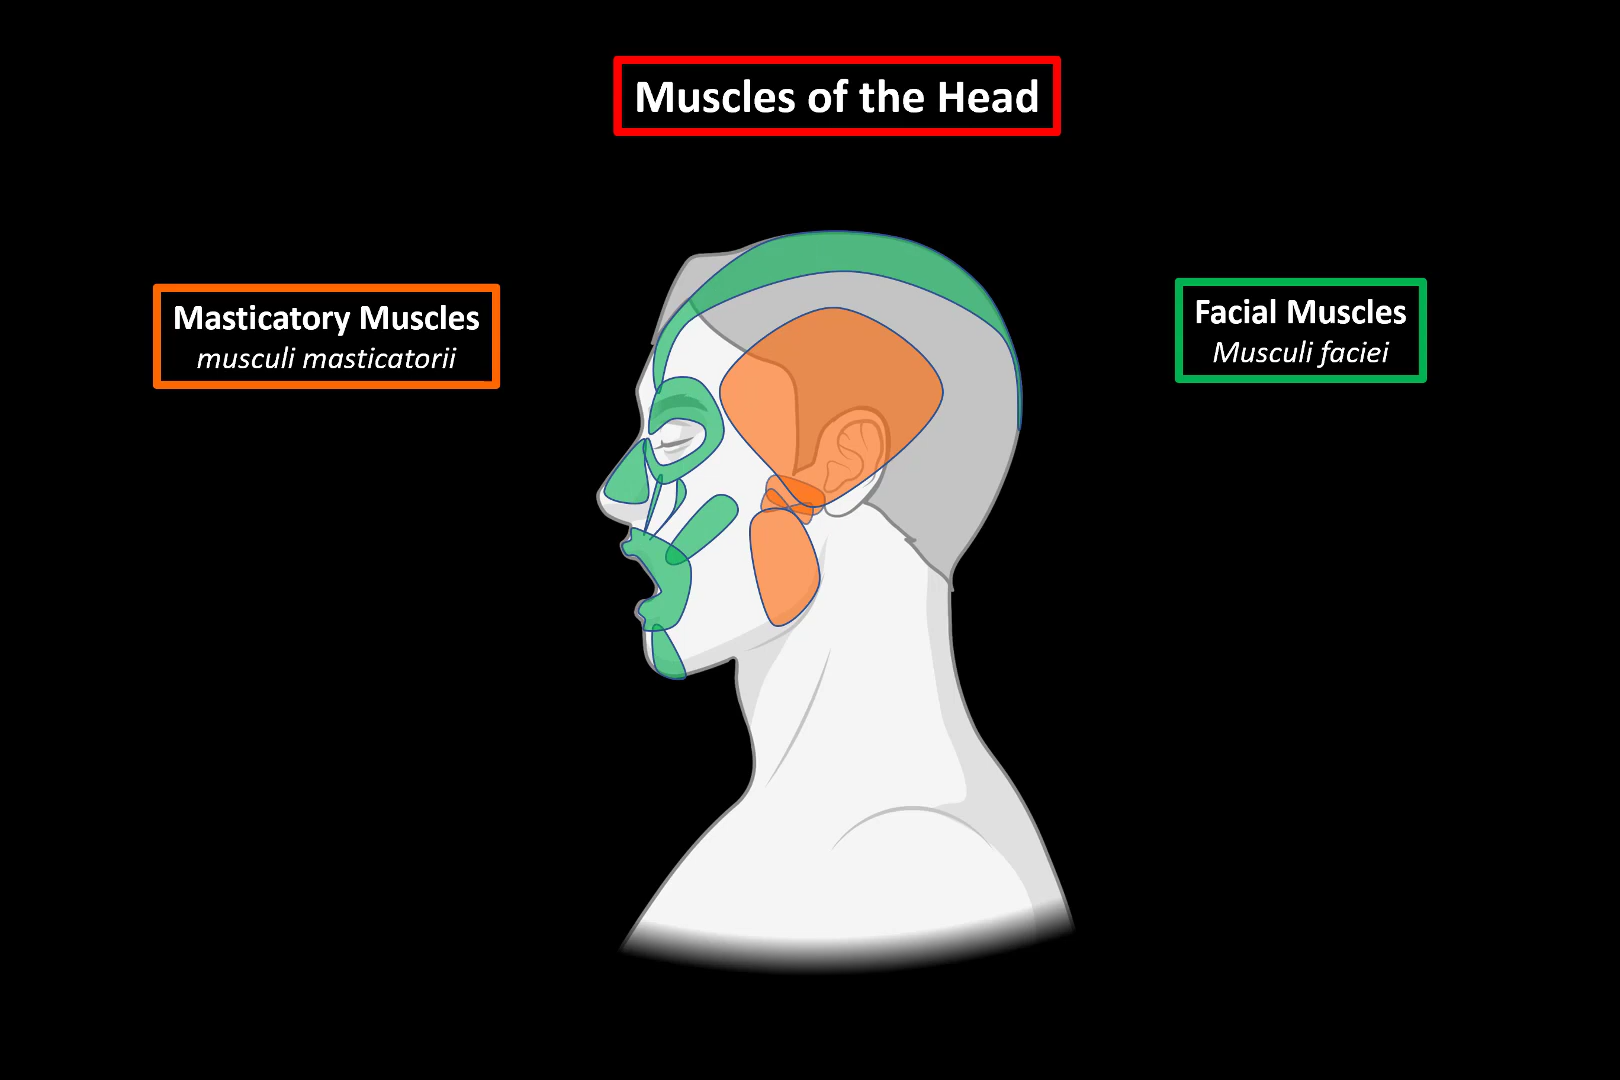 Muscles of the Head
Masticatory Muscles
musculi masticatorii
Facial Muscles
Musculi faciei